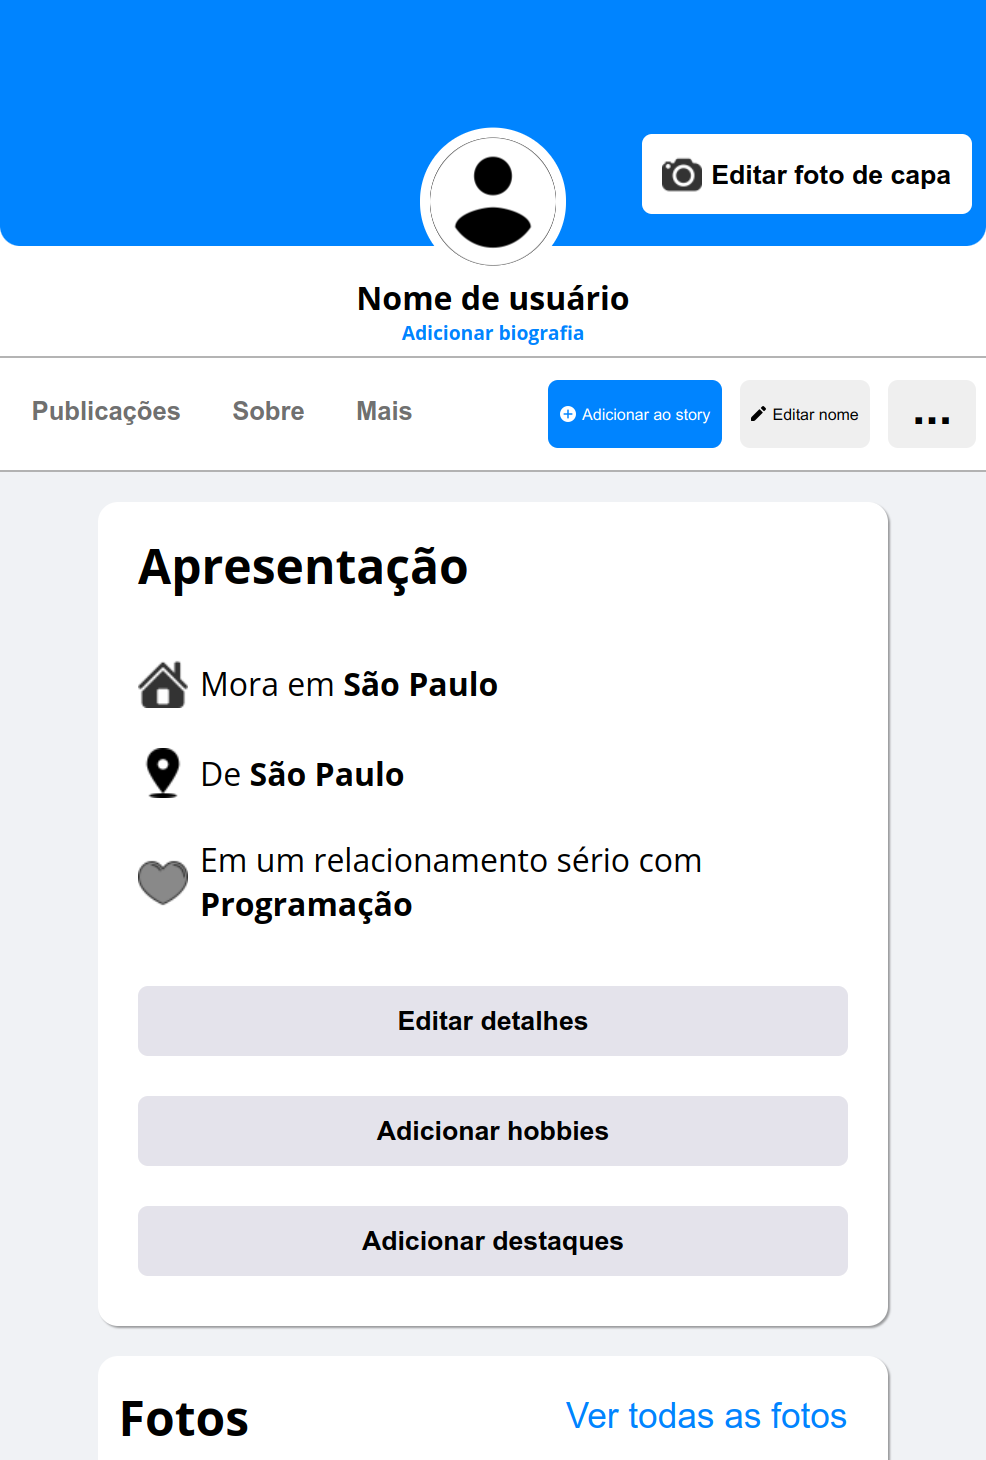 Editar foto de capa
Nome de usuário
Adicionar biografia
Publicações Sobre Mais Adicionar ao story Editar nome ...
Apresentação
Mora em São Paulo
De São Paulo
Em um relacionamento sério com
Programação
Editar detalhes
Adicionar hobbies
Adicionar destaques
Fotos Ver todas as fotos